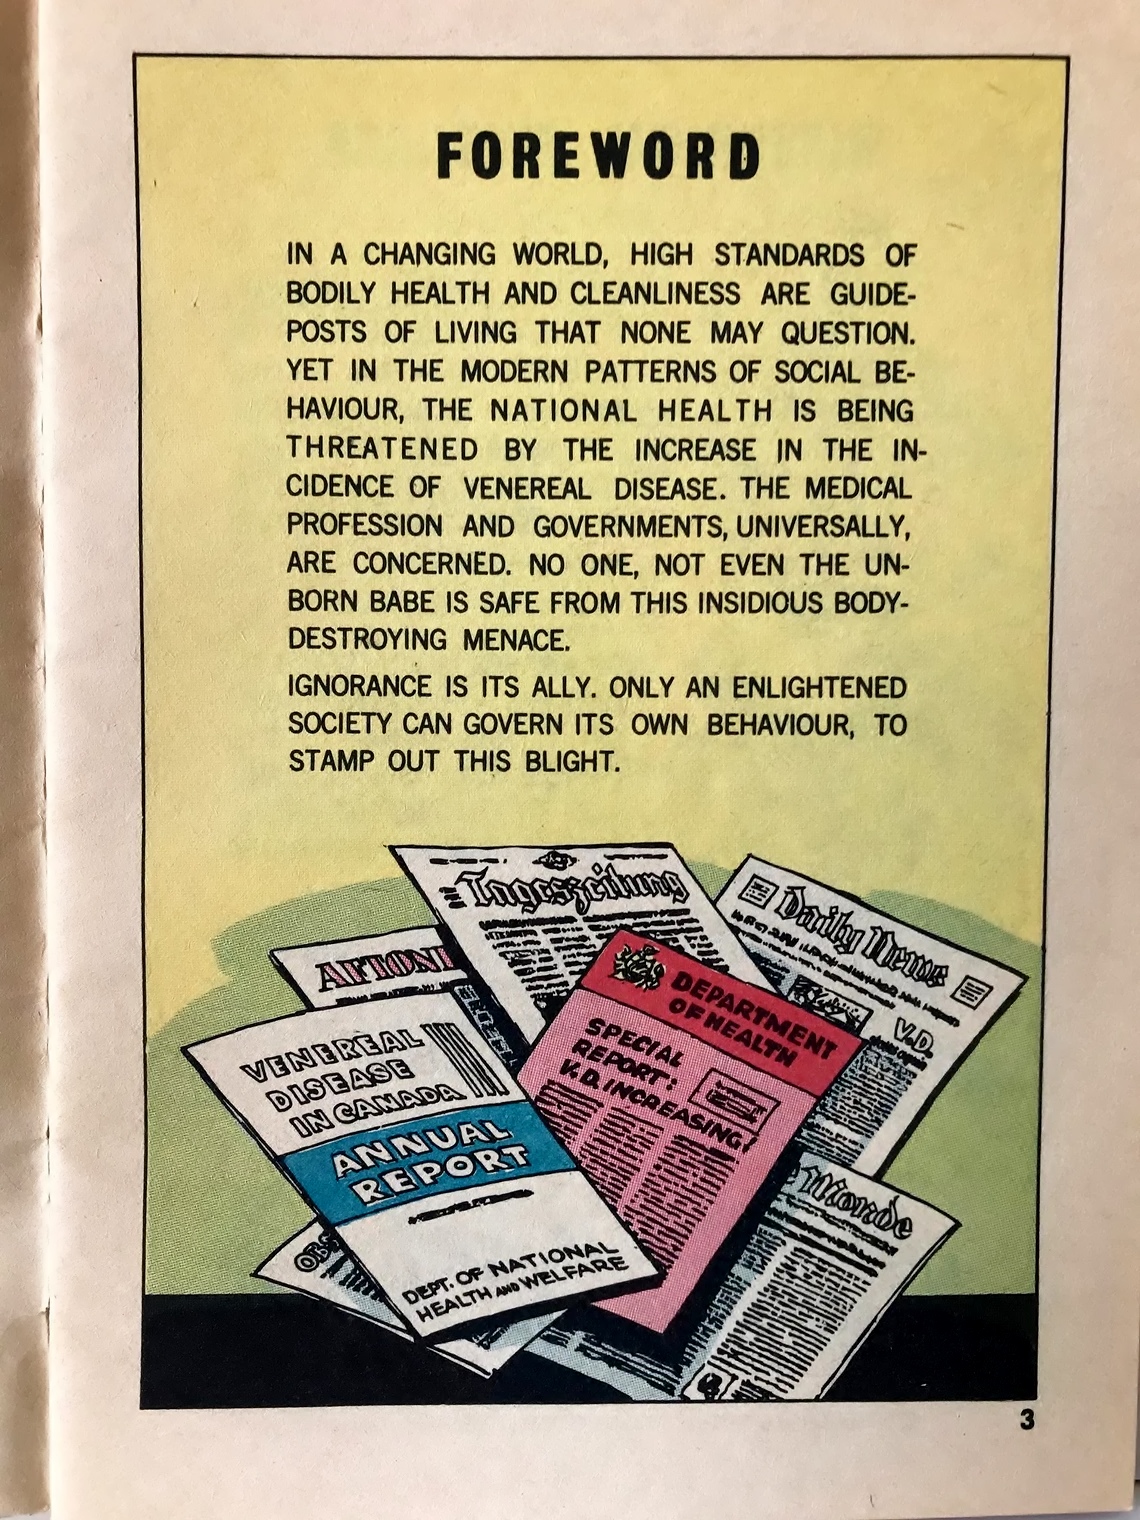 FOREWORD
IN A CHANGING WORLD, HIGH STANDARDS OF
BODILY HEALTH AND CLEANLINESS ARE GUIDE-
POSTS OF LIVING THAT NONE MAY QUESTION.
YET IN THE MODERN PATTERNS OF SOCIAL BE-
HAVIOUR, THE NATIONAL HEALTH IS BEING
THREATENED BY THE INCREASE IN THE IN-
CIDENCE OF VENEREAL DISEASE. THE MEDICAL
PROFESSION AND GOVERNMENTS, UNIVERSALLY,
ARE CONCERNED. NO ONE, NOT EVEN THE UN-
BORN BABE IS SAFE FROM THIS INSIDIOUS BODY-
DESTROYING MENACE.
IGNORANCE IS ITS ALLY. ONLY AN ENLIGHTENED
SOCIETY CAN GOVERN ITS OWN BEHAVIOUR, TO
STAMP OUT THIS BLIGHT.
Tageszeitung
Daily News
V.D.
AFTON
DEPARTMENT
OF HEALTH
SPECIAL
REPORT:
V.D. INCREASING!
VENEREAL
DISEASE
IN CANADA
ANNUAL
REPORT
DEPT. OF NATIONAL
HEALTH AND WELFARE
OBS
Monde
3